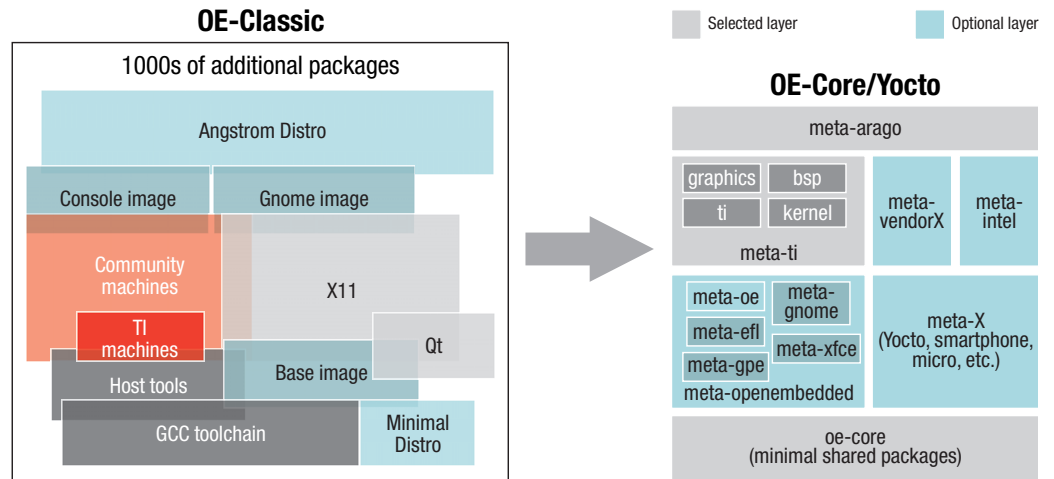 OE-Classic
1000s of additional packages
Angstrom Distro
Console image
Gnome image
Community
machines
X11
TI
machines
Qt
Host tools
Base image
GCC toolchain
Minimal
Distro
Selected layer
Optional layer
OE-Core/Yocto
meta-arago
graphics
bsp
ti
kernel
meta-ti
meta-
vendorX
meta-
intel
meta-oe
meta-
gnome
meta-efl
meta-xfce
meta-gpe
meta-openembedded
meta-X
(Yocto, smartphone,
micro, etc.)
oe-core
(minimal shared packages)